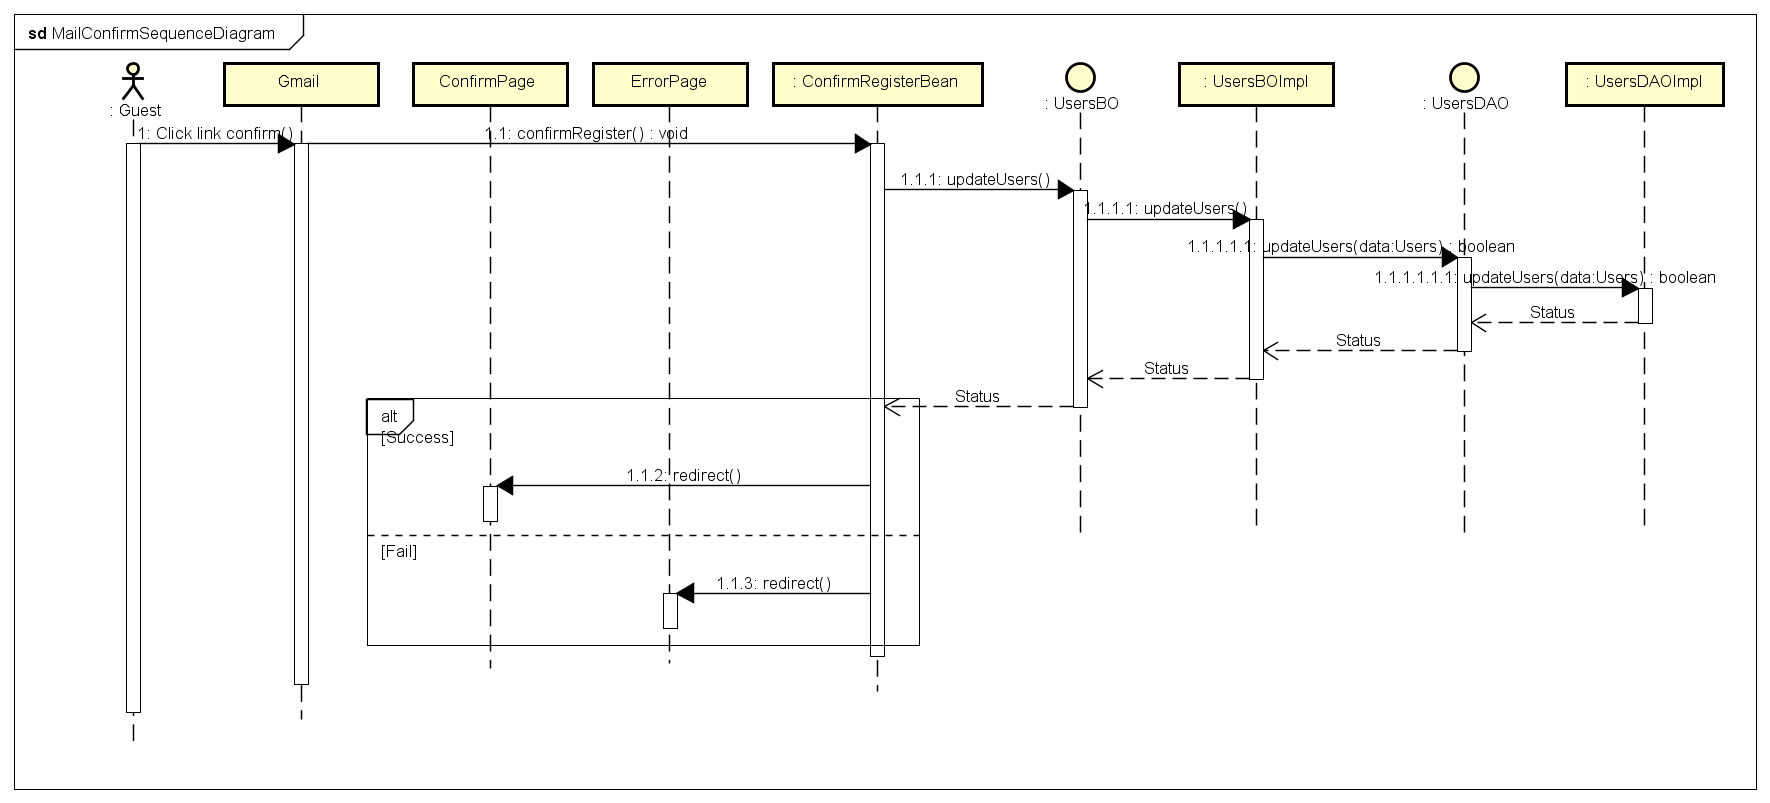 sd MailConfirmSequenceDiagram
: Guest
Gmail
ConfirmPage
ErrorPage
: ConfirmRegisterBean
: UsersBO
: UsersBOImpl
: UsersDAO
: UsersDAOImpl
1: Click link confirm()
1.1: confirmRegister() : void
1.1.1: updateUsers()
1.1.1.1: updateUsers()
1.1.1.1.1: updateUsers(data:Users) : boolean
1.1.1.1.1.1: updateUsers(data:Users) : boolean
Status
Status
Status
Status
alt
[Success]
1.1.2: redirect()
[Fail]
1.1.3: redirect()